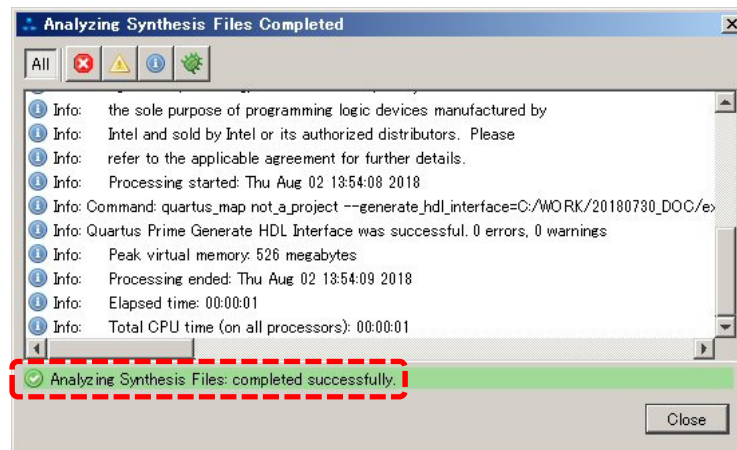 Analyzing Synthesis Files Completed
All
Info: the sole purpose of programming logic devices manufactured by
Info: Intel and sold by Intel or its authorized distributors. Please
Info: refer to the applicable agreement for further details.
Info: Processing started: Thu Aug 02 13:54:08 2018
Info: Command: quartus_map not_a_project --generate_hdl_interface=C:/WORK/20180730_DOC/ex
Info: Quartus Prime Generate HDL Interface was successful. 0 errors, 0 warnings
Info: Peak virtual memory: 526 megabytes
Info: Processing ended: Thu Aug 02 13:54:09 2018
Info: Elapsed time: 00:00:01
Info: Total CPU time (on all processors): 00:00:01
Analyzing Synthesis Files: completed successfully.
Close